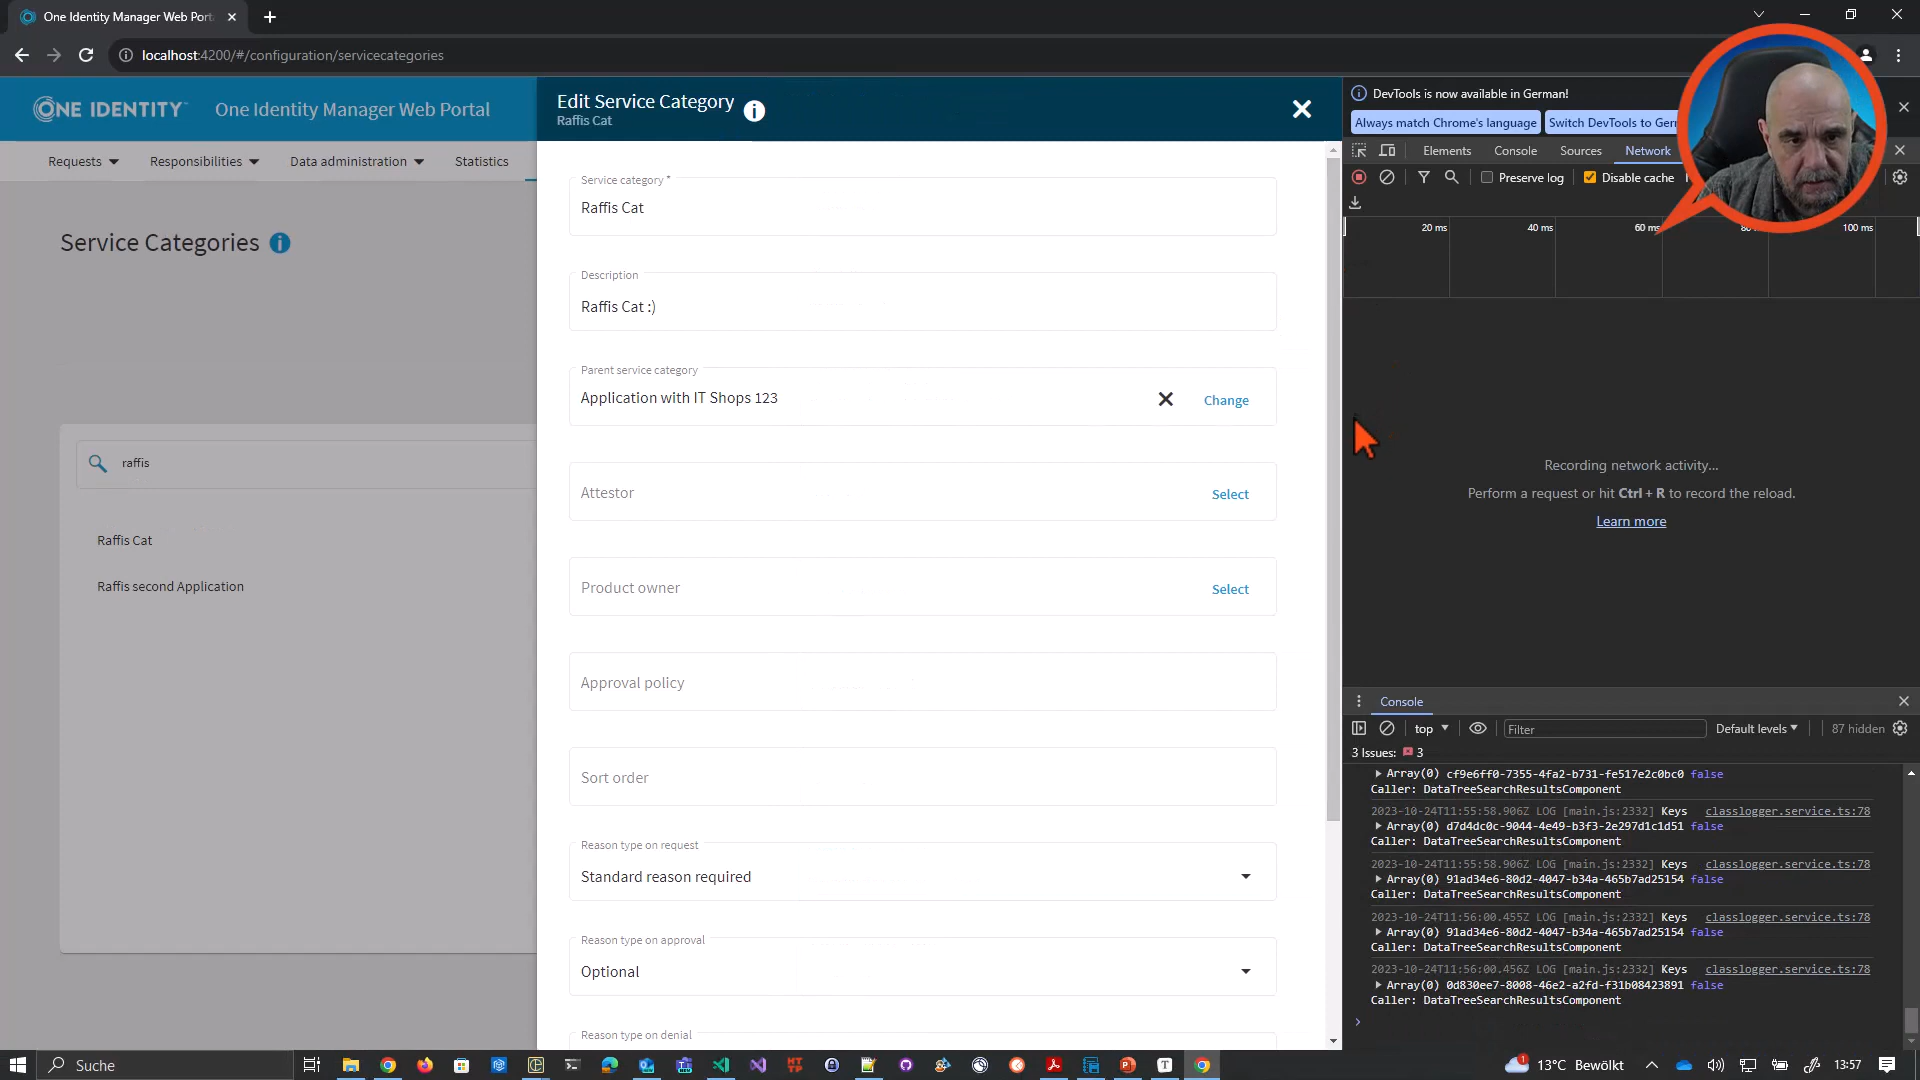 One Identity Manager Web Port
localhost:4200/#/configuration/servicecategories
ONE IDENTITY
One Identity Manager Web Portal
Requests
Responsibilities
Data administration
Statistics
Service Categories
raffis
Raffis Cat
Raffis second Application
Edit Service Category
Raffis Cat
Service category *
Raffis Cat
Description
Raffis Cat :)
Parent service category
Application with IT Shops 123
Change
Attestor
Select
Product owner
Select
Approval policy
Sort order
Reason type on request
Standard reason required
Reason type on approval
Optional
Reason type on denial
DevTools is now available in German!
Always match Chrome's language
Switch DevTools to Ger
Elements
Console
Sources
Network
Preserve log
Disable cache
20 ms
40 ms
60 ms
100 ms
Recording network activity...
Perform a request or hit Ctrl + R to record the reload.
Learn more
Console
top
Filter
Default levels
87 hidden
3 Issues: 3
Array(0) cf9e6ff0-7355-4fa2-b731-fe517e2c0bc0 false
Caller: DataTreeSearchResultsComponent
2023-10-24T11:55:58.906Z LOG [main.js:2332] Keys classlogger.service.ts:78
Array(0) d7d4dc0c-9044-4e49-b3f3-2e297d1c1d51 false
Caller: DataTreeSearchResultsComponent
2023-10-24T11:55:58.906Z LOG [main.js:2332] Keys classlogger.service.ts:78
Array(0) 91ad34e6-80d2-4047-b34a-465b7ad25154 false
Caller: DataTreeSearchResultsComponent
2023-10-24T11:56:00.455Z LOG [main.js:2332] Keys classlogger.service.ts:78
Array(0) 91ad34e6-80d2-4047-b34a-465b7ad25154 false
Caller: DataTreeSearchResultsComponent
2023-10-24T11:56:00.456Z LOG [main.js:2332] Keys classlogger.service.ts:78
Array(0) 0d830ee7-8008-46e2-a2fd-f31b08423891 false
Caller: DataTreeSearchResultsComponent
Suche
1
13°C Bewölkt
13:57